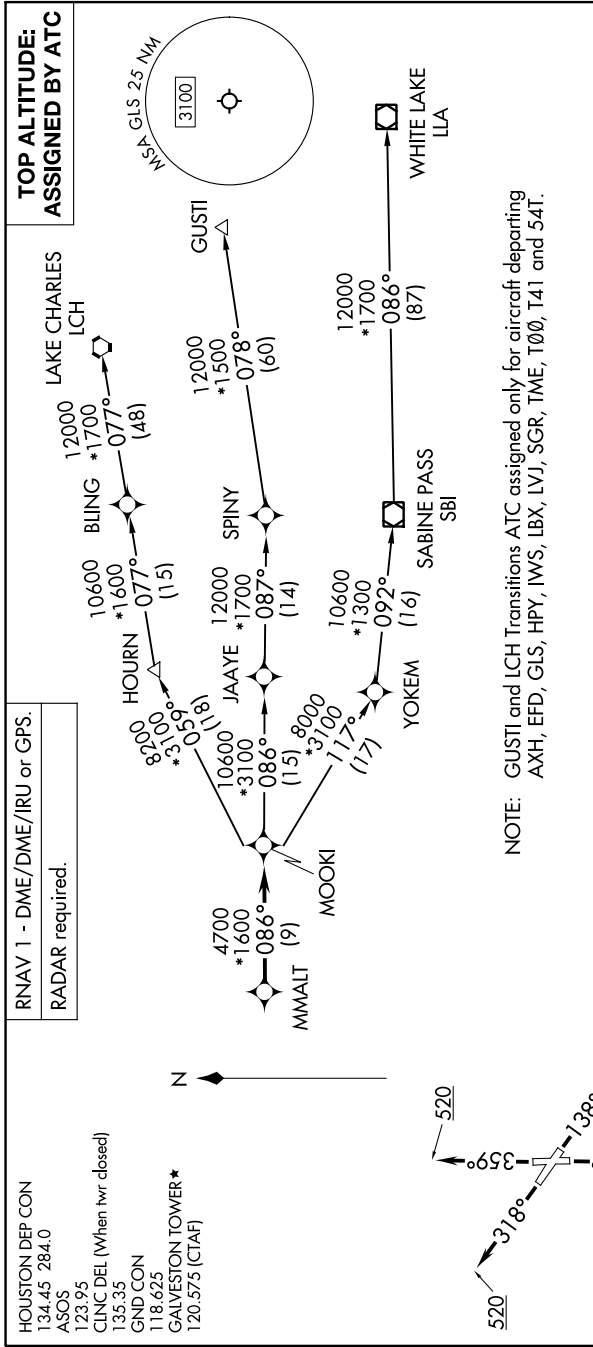 HOUSTON DEP CON
134.45 284.0
ASOS
123.95
CLNC DEL (When twr closed)
135.35
GND CON
118.625
GALVESTON TOWER★
120.575 (CTAF)
RNAV 1 - DME/DME/IRU or GPS.
RADAR required.
TOP ALTITUDE:
ASSIGNED BY ATC
MSA GLS 25 NM
3100
N
MMALT
4700
*1600
086°
(9)
MOOKI
8200
*3100
059°
(18)
HOURN
10600
*1600
077°
(15)
BLING
12000
*1700
077°
(48)
LAKE CHARLES
LCH
10600
*3100
086°
(15)
JAAYE
12000
*1700
087°
(14)
SPINY
12000
*1500
078°
(60)
GUSTI
8000
*3100
117°
(17)
YOKEM
10600
*1300
092°
(16)
SABINE PASS
SBI
12000
*1700
086°
(87)
WHITE LAKE
LLA
520
359°
138°
318°
520
NOTE: GUSTI and LCH Transitions ATC assigned only for aircraft departing
AXH, EFD, GLS, HPY, IWS, LBX, LVJ, SGR, TME, TØØ, T41 and 54T.